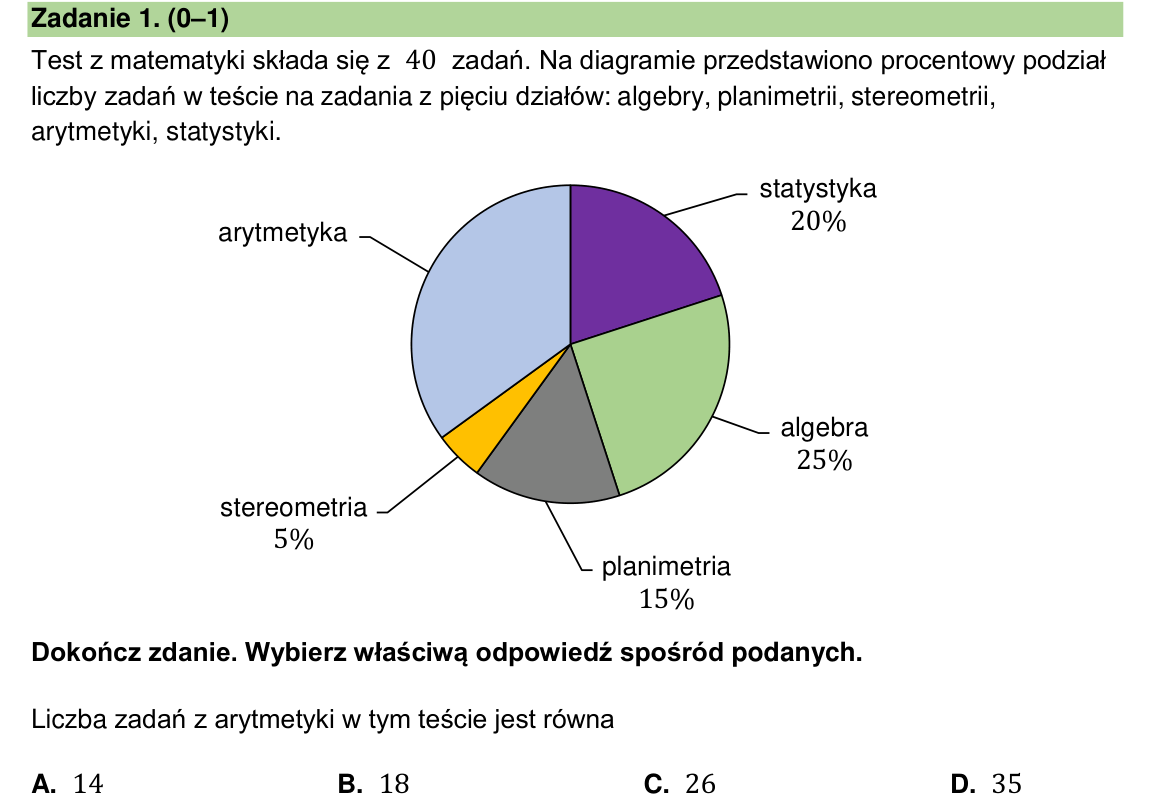 Zadanie 1. (0–1)
Test z matematyki składa się z 40 zadań. Na diagramie przedstawiono procentowy podział
liczby zadań w teście na zadania z pięciu działów: algebry, planimetrii, stereometrii,
arytmetyki, statystyki.
statystyka
20%
arytmetyka
algebra
25%
stereometria
5%
planimetria
15%
Dokończ zdanie. Wybierz właściwą odpowiedź spośród podanych.
Liczba zadań z arytmetyki w tym teście jest równa
A. 14 B. 18 C. 26 D. 35